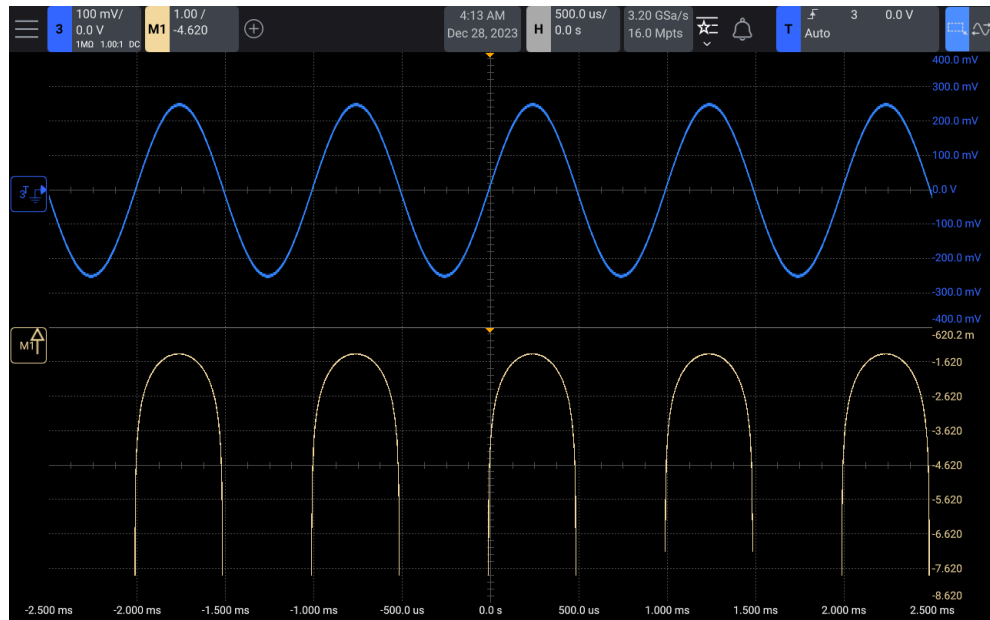 3 100 mV/ 0.0 V 1MΩ 1.00:1 DC
M1 1.00 / -4.620
4:13 AM Dec 28, 2023
H 500.0 us/ 0.0 s
3.20 GSa/s 16.0 Mpts
T 3 0.0 V Auto
400.0 mV
300.0 mV
200.0 mV
100.0 mV
0.0 V
-100.0 mV
-200.0 mV
-300.0 mV
-400.0 mV
3
T
M1
-620.2 m
-1.620
-2.620
-3.620
-4.620
-5.620
-6.620
-7.620
-8.620
-2.500 ms -2.000 ms -1.500 ms -1.000 ms -500.0 us 0.0 s 500.0 us 1.000 ms 1.500 ms 2.000 ms 2.500 ms